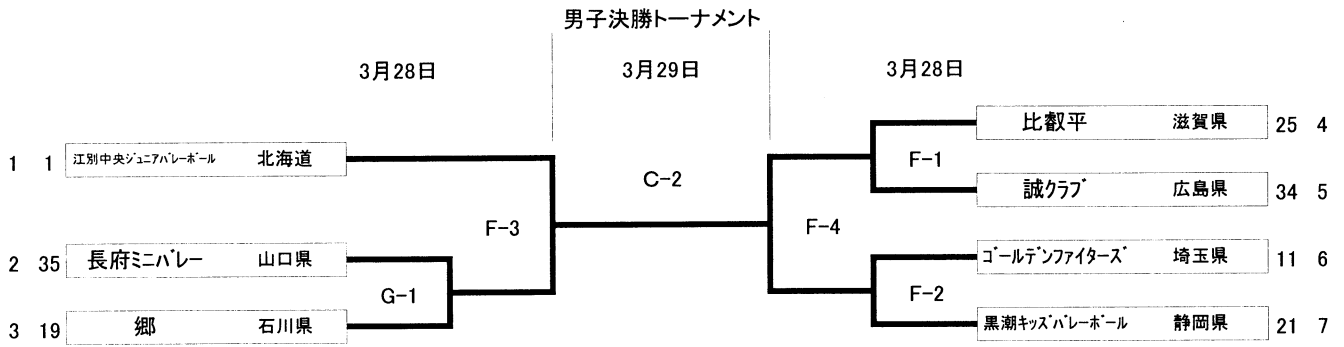 男子決勝トーナメント
3月28日 3月29日 3月28日
比叡平 滋賀県 25 4
1 1 江別中央ジュニアバレーボール 北海道
F-1
C-2
誠クラブ 広島県 34 5
F-3 F-4
2 35 長府ミニバレー 山口県
ゴールデンファイターズ 埼玉県 11 6
G-1 F-2
3 19 郷 石川県
黒潮キッズバレーボール 静岡県 21 7